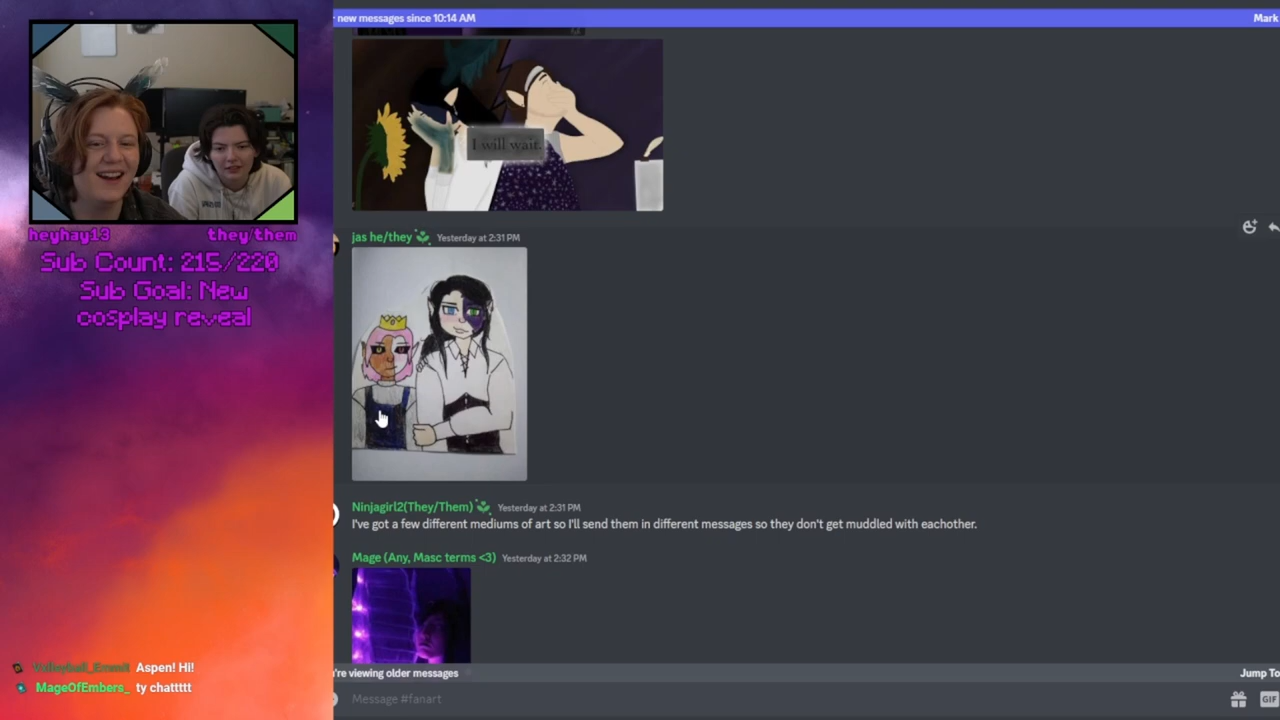 new messages since 10:14 AM
Mark
I will wait.
jas he/they Yesterday at 2:31 PM
heyhay13 they/them
Sub Count: 215/220
Sub Goal: New
cosplay reveal
Ninjagirl2(They/Them) Yesterday at 2:31 PM
I've got a few different mediums of art so I'll send them in different messages so they don't get muddled with eachother.
Mage (Any, Masc terms <3) Yesterday at 2:32 PM
Aspen! Hi!
MageOfEmbers_ ty chattttt
're viewing older messages
Jump To
Message #fanart
GIF